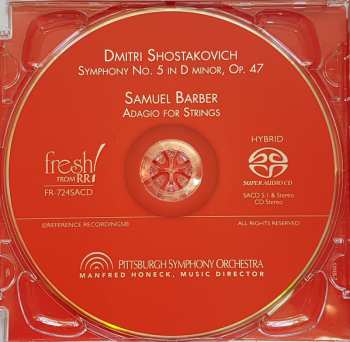 DMITRI SHOSTAKOVICH
SYMPHONY NO. 5 IN D MINOR, OP. 47
SAMUEL BARBER
ADAGIO FOR STRINGS
fresh!
FROM RR
FR-724SACD
HYBRID
SUPER AUDIO CD
SACD 5.1 & Stereo
CD Stereo
ALL RIGHTS RESERVED
PITTSBURGH SYMPHONY ORCHESTRA
MANFRED HONECK, MUSIC DIRECTOR